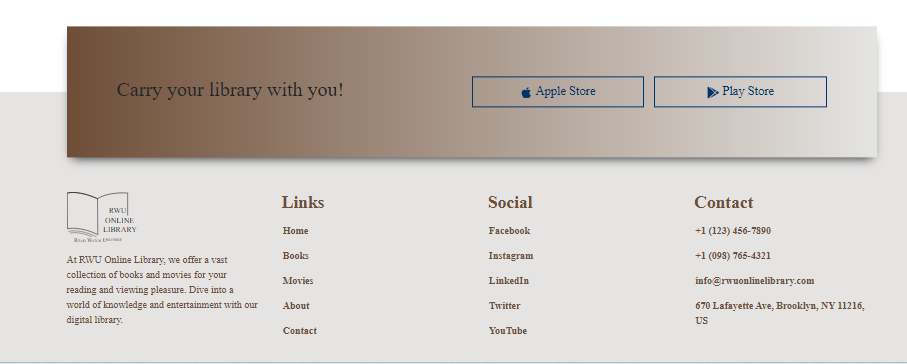 Carry your library with you!
Apple Store
Play Store
RWU
ONLINE
LIBRARY
At RWU Online Library, we offer a vast
collection of books and movies for your
reading and viewing pleasure. Dive into a
world of knowledge and entertainment with our
digital library.
Links
Home
Books
Movies
About
Contact
Social
Facebook
Instagram
LinkedIn
Twitter
YouTube
Contact
+1 (123) 456-7890
+1 (098) 765-4321
info@rwuonlinelibrary.com
670 Lafayette Ave, Brooklyn, NY 11216,
US